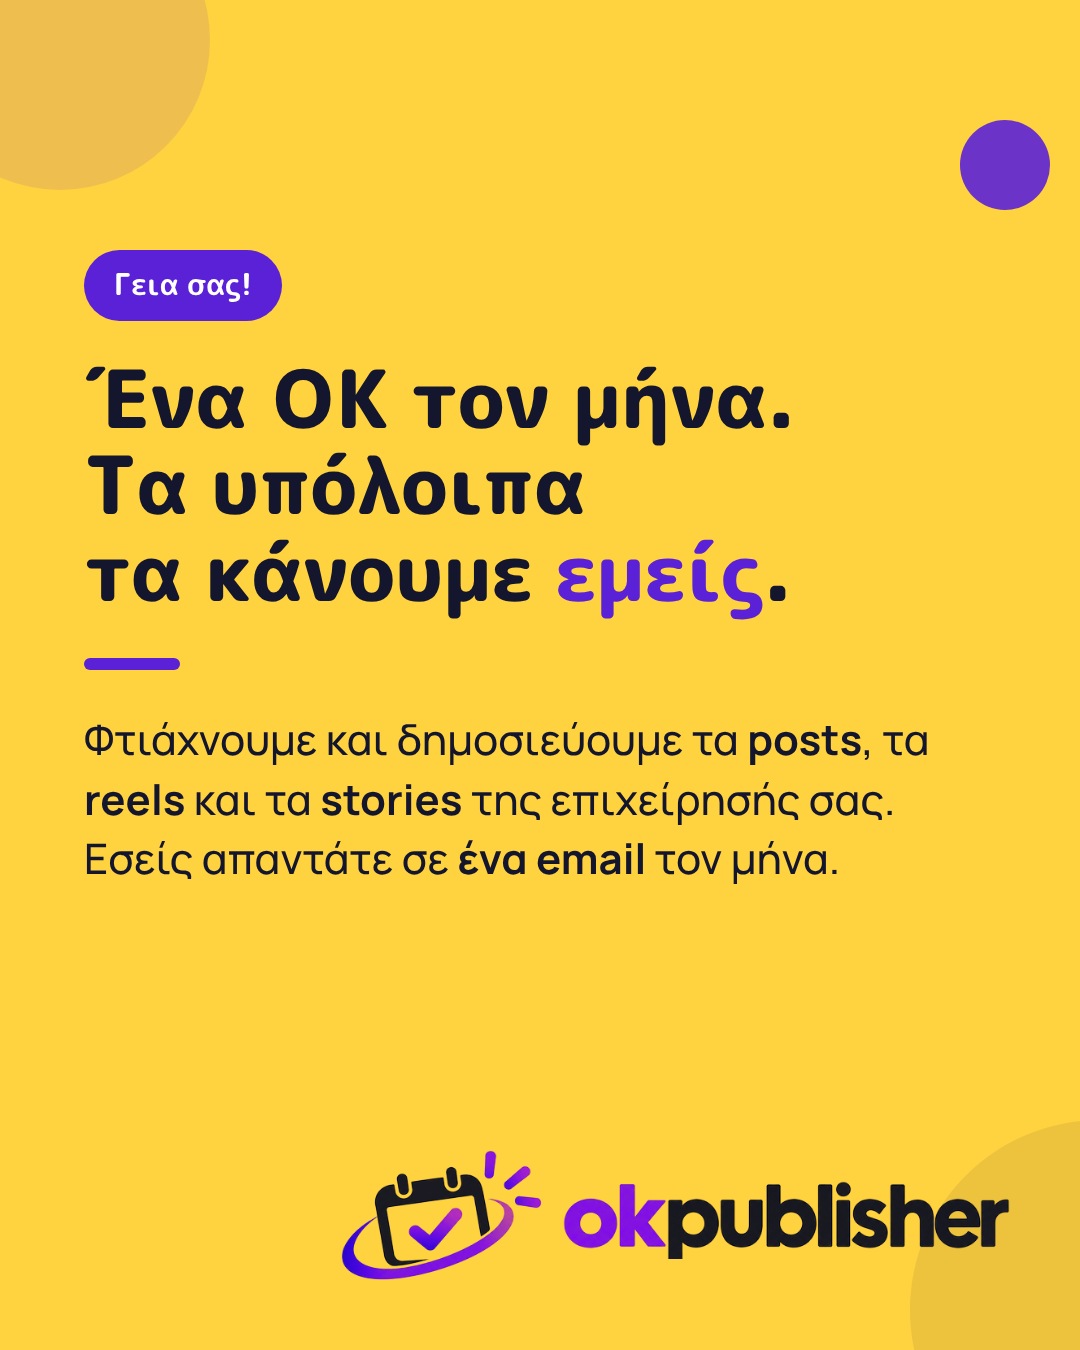 Γεια σας!
Ένα ΟΚ τον μήνα.
Τα υπόλοιπα
τα κάνουμε εμείς.
Φτιάχνουμε και δημοσιεύουμε τα posts, τα
reels και τα stories της επιχείρησής σας.
Εσείς απαντάτε σε ένα email τον μήνα.
okpublisher